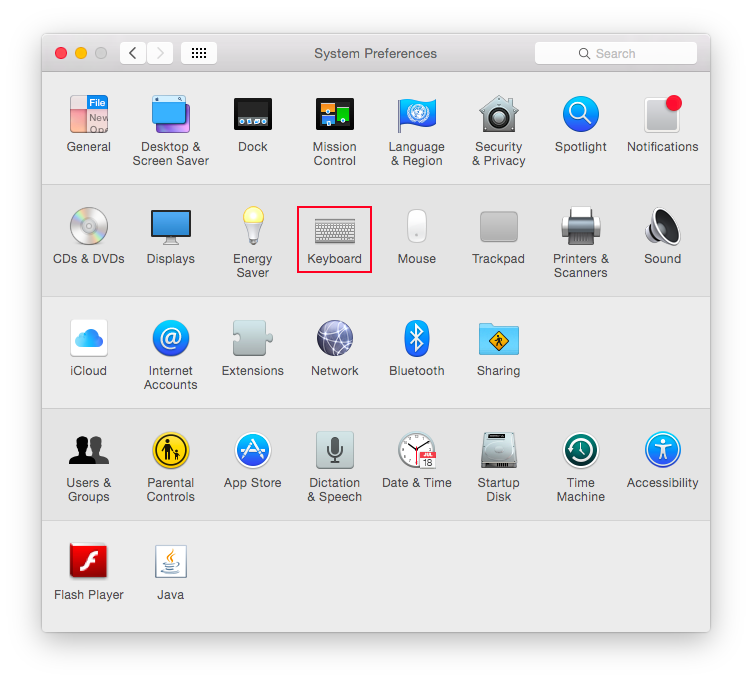 System Preferences
Search
File
New
Ope
General
Desktop &
Screen Saver
Dock
Mission
Control
Language
& Region
Security
& Privacy
Spotlight
Notifications
CDs & DVDs
Displays
Energy
Saver
Keyboard
Mouse
Trackpad
Printers &
Scanners
Sound
iCloud
@
Internet
Accounts
Extensions
Network
Bluetooth
Sharing
Users &
Groups
Parental
Controls
App Store
Dictation
& Speech
JUL
18
Date & Time
Startup
Disk
Time
Machine
Accessibility
Flash Player
Java